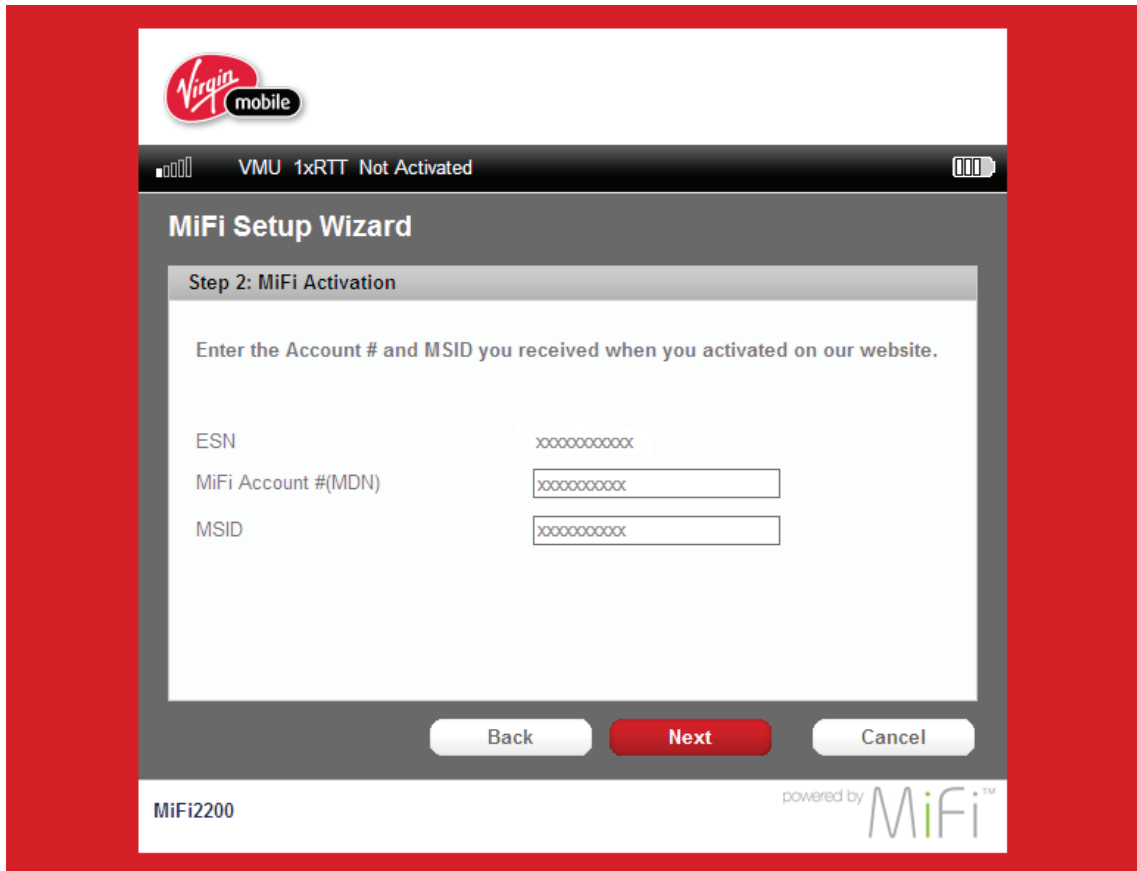 Virgin
mobile
VMU 1xRTT Not Activated
MiFi Setup Wizard
Step 2: MiFi Activation
Enter the Account # and MSID you received when you activated on our website.
ESN xxxxxxxxxxx
MiFi Account #(MDN) xxxxxxxxxx
MSID xxxxxxxxxx
Back Next Cancel
MiFi2200 powered by MiFi™